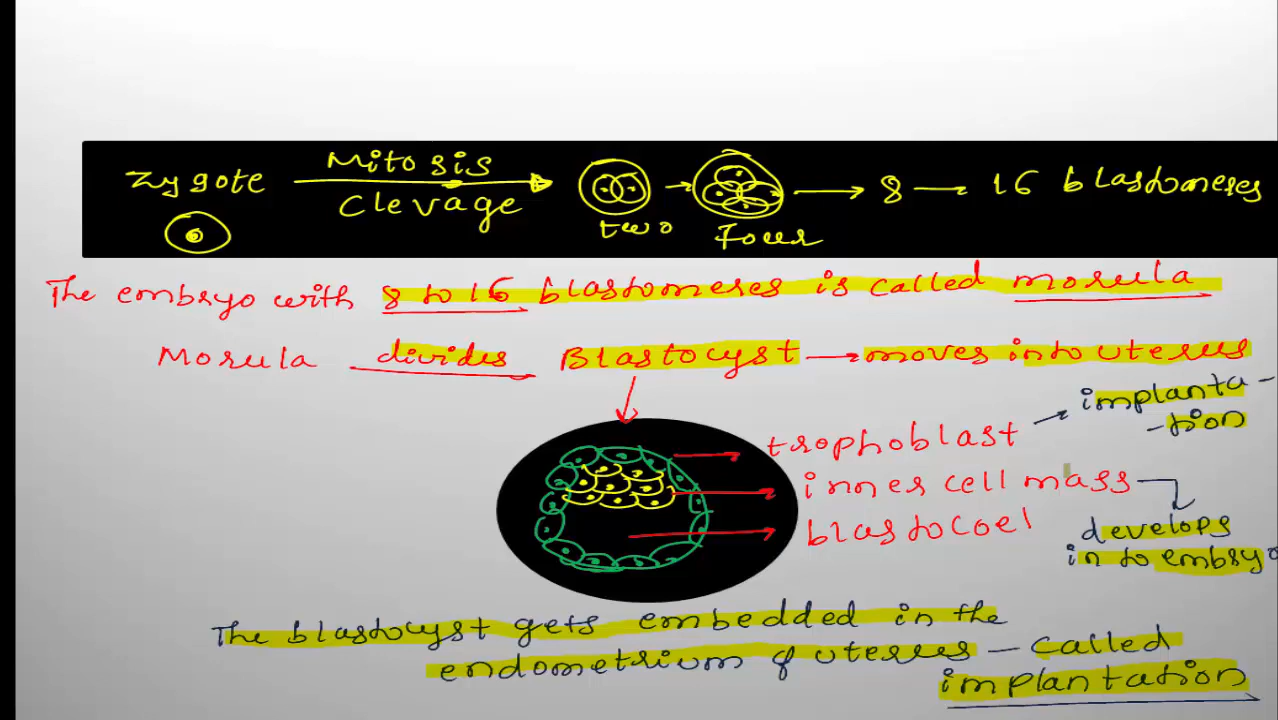 Zygote Mitosis Clevage two Four 8 16 blastomeres
The embryo with 8 to 16 blastomeres is called morula
Morula divides Blastocyst moves into uterus
trophoblast implanta-
-tion
inner cell mass
blastocoel develops
into embryo
The blastocyst gets embedded in the
endometrium of uterus - called
implantation